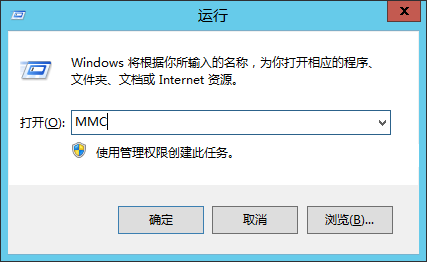 运行
Windows 将根据你所输入的名称，为你打开相应的程序、
文件夹、文档或 Internet 资源。
打开(O): MMC
使用管理权限创建此任务。
确定 取消 浏览(B)...